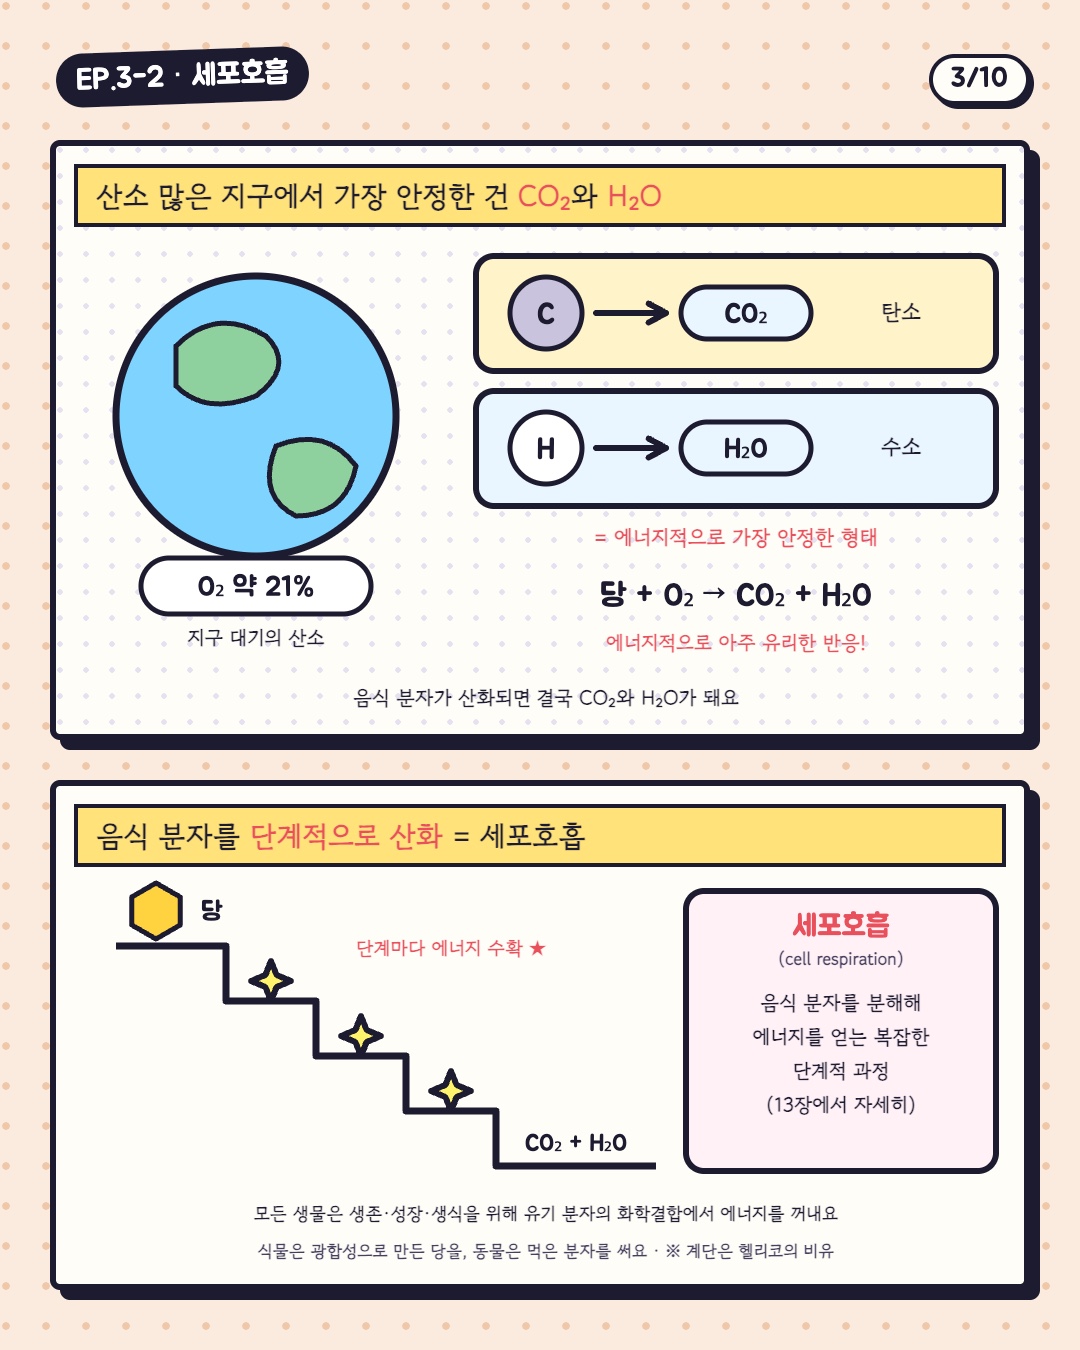 EP.3-2 · 세포호흡
3/10
산소 많은 지구에서 가장 안정한 건 CO₂와 H₂O
C → CO₂ 탄소
H → H₂O 수소
O₂ 약 21%
지구 대기의 산소
= 에너지적으로 가장 안정한 형태
당 + O₂ → CO₂ + H₂O
에너지적으로 아주 유리한 반응!
음식 분자가 산화되면 결국 CO₂와 H₂O가 돼요
음식 분자를 단계적으로 산화 = 세포호흡
당
단계마다 에너지 수확 ★
CO₂ + H₂O
세포호흡
(cell respiration)
음식 분자를 분해해
에너지를 얻는 복잡한
단계적 과정
(13장에서 자세히)
모든 생물은 생존·성장·생식을 위해 유기 분자의 화학결합에서 에너지를 꺼내요
식물은 광합성으로 만든 당을, 동물은 먹은 분자를 써요 · ※ 계단은 헬리코의 비유